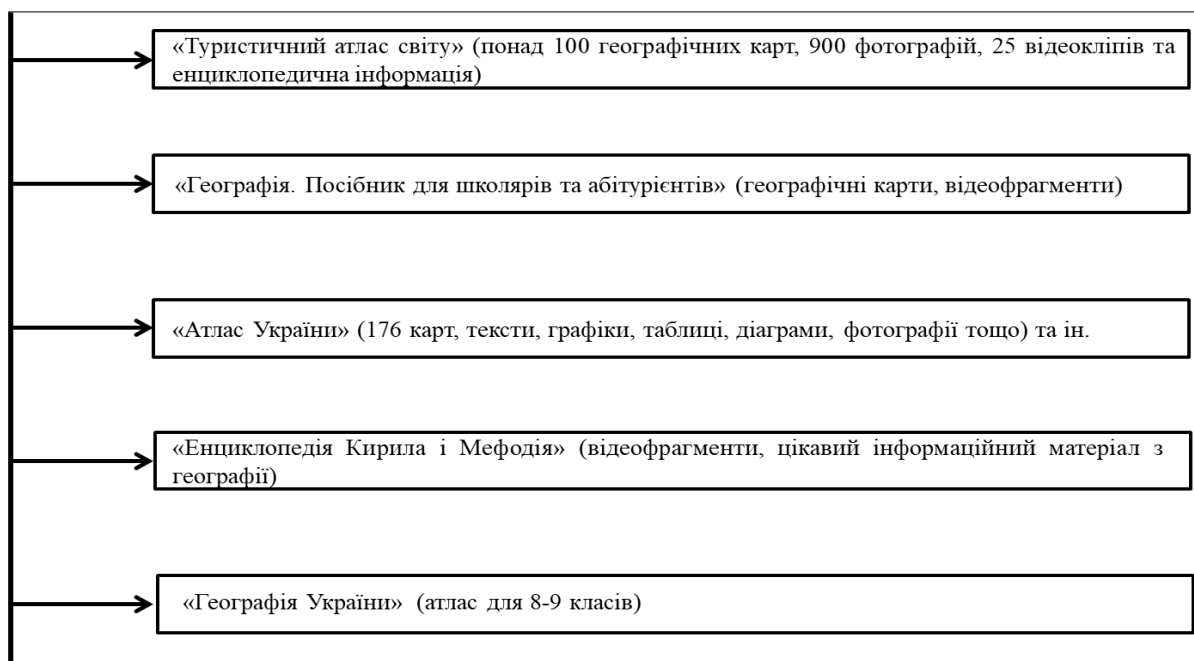 «Туристичний атлас світу» (понад 100 географічних карт, 900 фотографій, 25 відеокліпів та
енциклопедична інформація)
«Географія. Посібник для школярів та абітурієнтів» (географічні карти, відеофрагменти)
«Атлас України» (176 карт, тексти, графіки, таблиці, діаграми, фотографії тощо) та ін.
«Енциклопедія Кирила і Мефодія» (відеофрагменти, цікавий інформаційний матеріал з
географії)
«Географія України» (атлас для 8-9 класів)